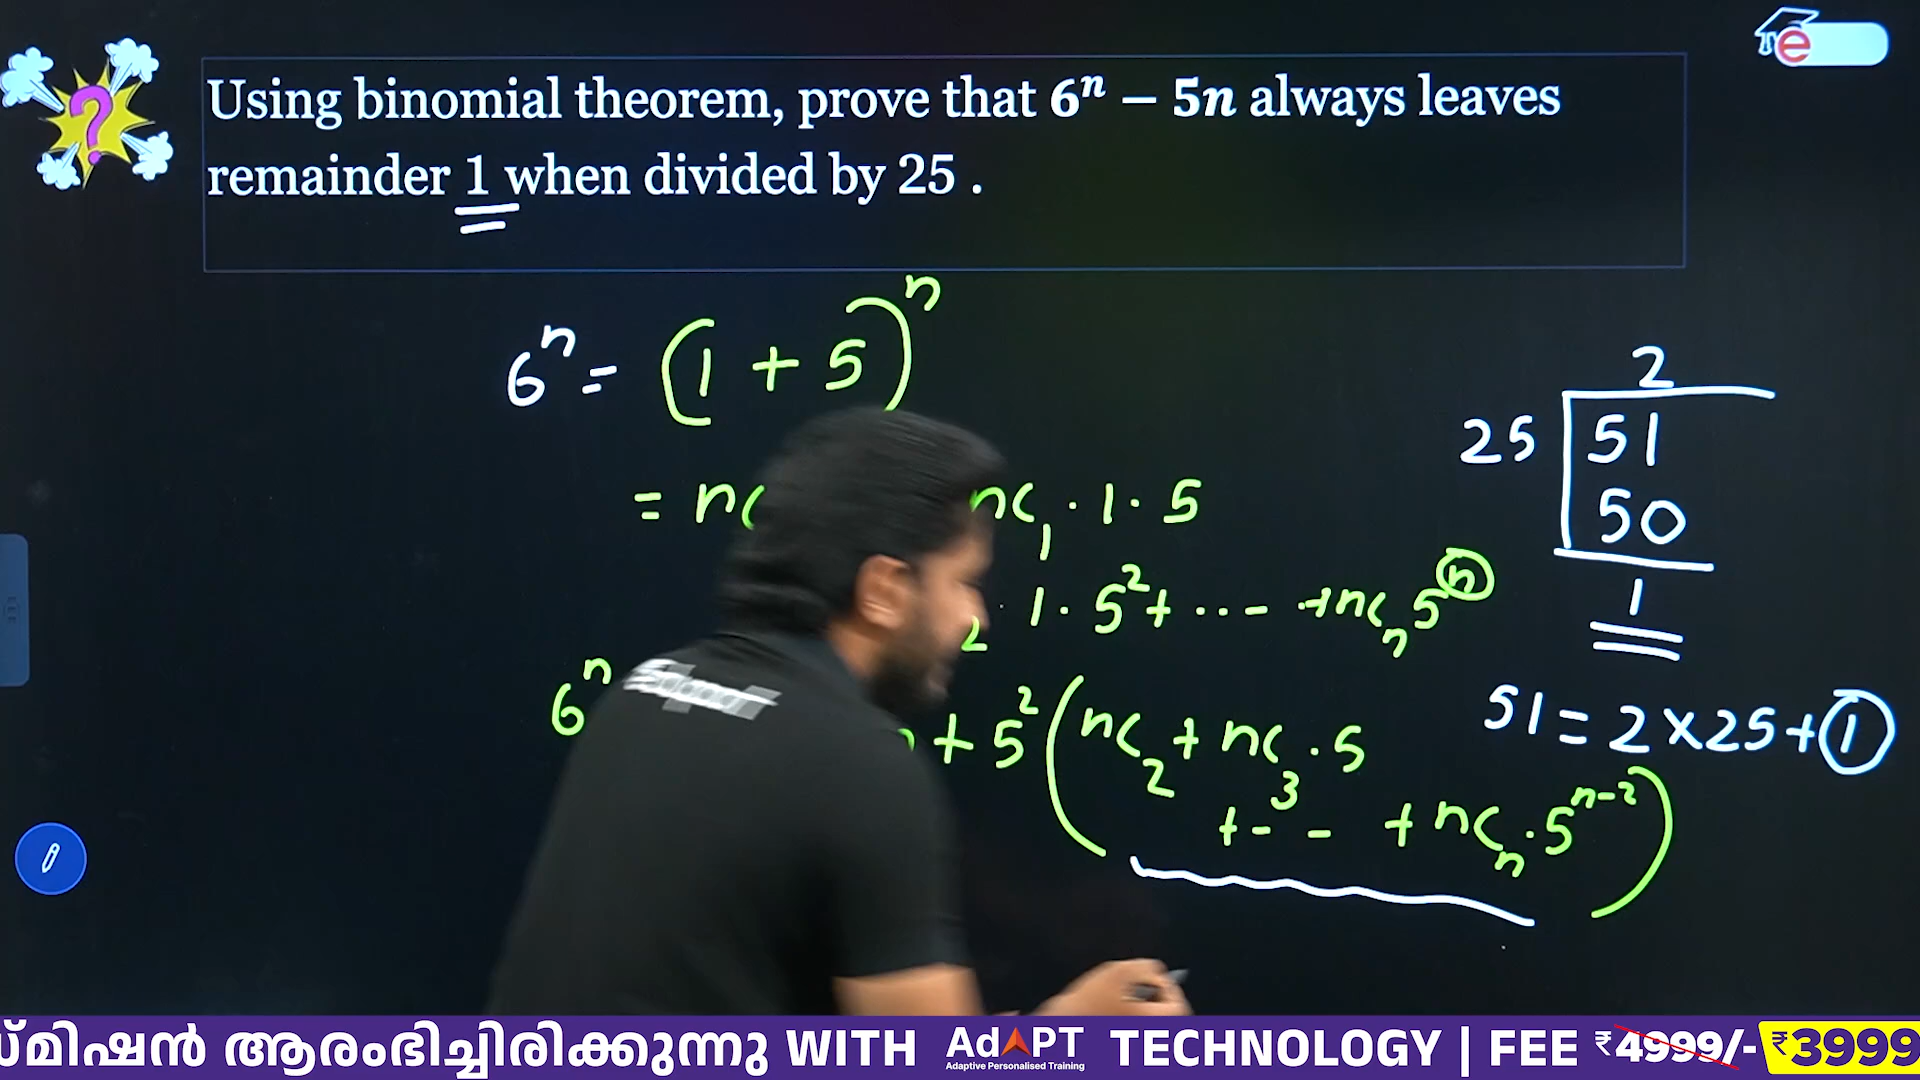 Using binomial theorem, prove that 6ⁿ − 5n always leaves
remainder 1 when divided by 25 .
6ⁿ = (1 + 5)ⁿ
= nC₁ · 1 · 5
· 1 · 5² + ··- + nCₙ 5ⁿ
6ⁿ + 5² (nC₂ + nC₃ · 5
+ - - + nCₙ · 5ⁿ⁻²)
2
25 51
50
1
51 = 2 × 25 + 1
ആരംഭിച്ചിരിക്കുന്നു WITH AdAPT TECHNOLOGY | FEE ₹4999/- ₹3999
Adaptive Personalised Training